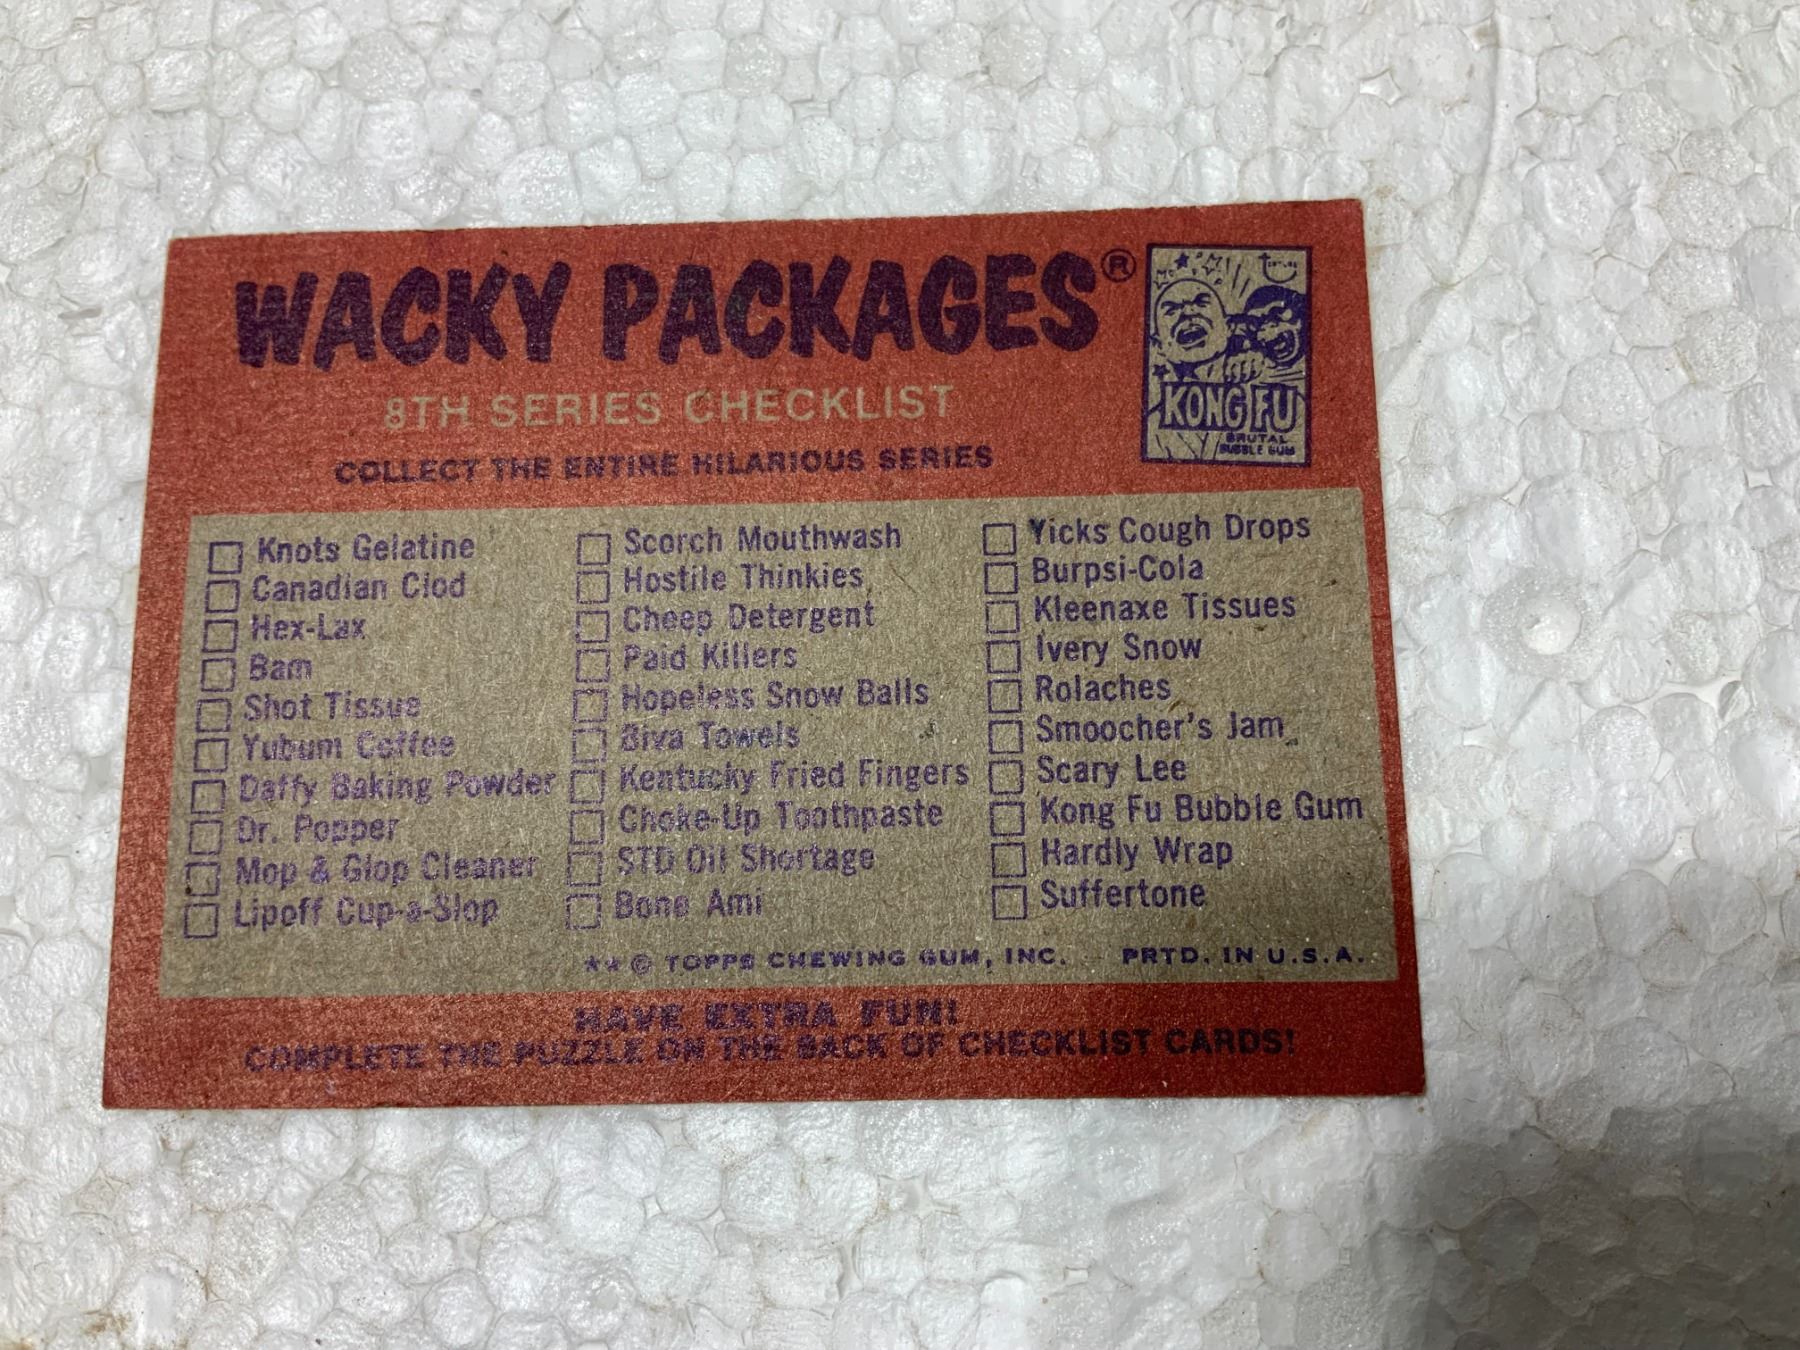 WACKY PACKAGES®
8TH SERIES CHECKLIST
COLLECT THE ENTIRE HILARIOUS SERIES
KONG FU
BRUTAL
BUBBLE GUM
Knots Gelatine
Canadian Clod
Hex-Lax
Bam
Shot Tissue
Yubum Coffee
Daffy Baking Powder
Dr. Popper
Mop & Glop Cleaner
Lipoff Cup-a-Slop
Scorch Mouthwash
Hostile Thinkies
Cheep Detergent
Paid Killers
Hopeless Snow Balls
Biva Towels
Kentucky Fried Fingers
Choke-Up Toothpaste
STD Oil Shortage
Bone Ami
Yicks Cough Drops
Burpsi-Cola
Kleenaxe Tissues
Ivery Snow
Rolaches
Smoocher's Jam
Scary Lee
Kong Fu Bubble Gum
Hardly Wrap
Suffertone
★★ © TOPPS CHEWING GUM, INC. PRTD. IN U.S.A.
HAVE EXTRA FUN!
COMPLETE THE PUZZLE ON THE BACK OF CHECKLIST CARDS!